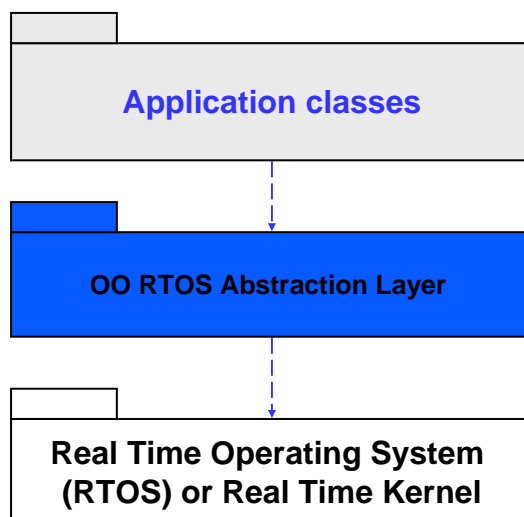 Application classes
OO RTOS Abstraction Layer
Real Time Operating System
(RTOS) or Real Time Kernel